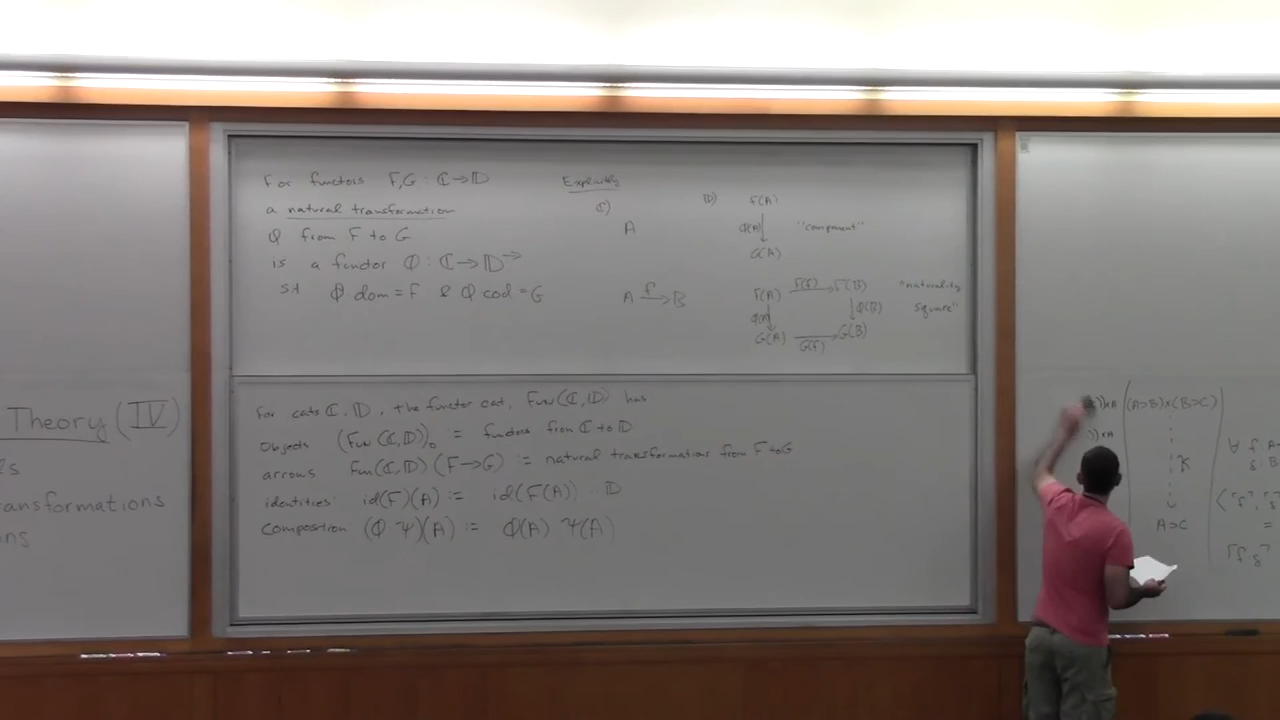 Theory (IV)
ansformations
For functors F,G : ℂ→𝔻
a natural transformation
φ from F to G
is a functor φ : ℂ→𝔻^→
st φ dom = F & φ cod = G
Explicitly
ℂ)
A
𝔻)
F(A)
φ(A)
G(A)
"component"
A f→ B
F(A) F(f)→ F(B)
φ(A) φ(B)
G(A) G(f)→ G(B)
"naturality
square"
For cats ℂ,𝔻, the functor cat, Fun(ℂ,𝔻) has
objects (Fun(ℂ,𝔻))₀ := functors from ℂ to 𝔻
arrows Fun(ℂ,𝔻)(F→G) := natural transformations from F to G
identities: id(F)(A) := id(F(A)) 𝔻
composition (φ ψ)(A) := φ(A) ψ(A)
(A⊃B)×(B⊃C)
κ
A⊃C
∀ f: A
g: B
=
⌜f g⌝